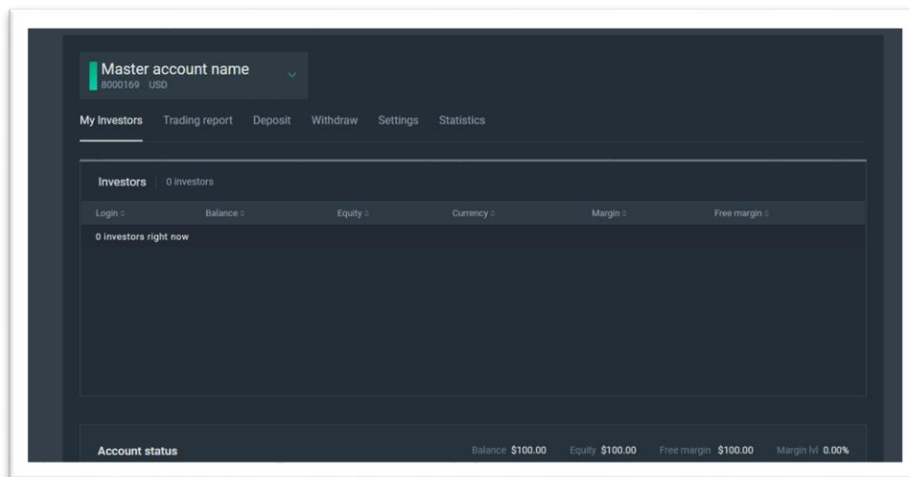 Master account name
8000169 USD
My Investors Trading report Deposit Withdraw Settings Statistics
Investors 0 investors
Login Balance Equity Currency Margin Free margin
0 investors right now
Account status Balance $100.00 Equity $100.00 Free margin $100.00 Margin lvl 0.00%